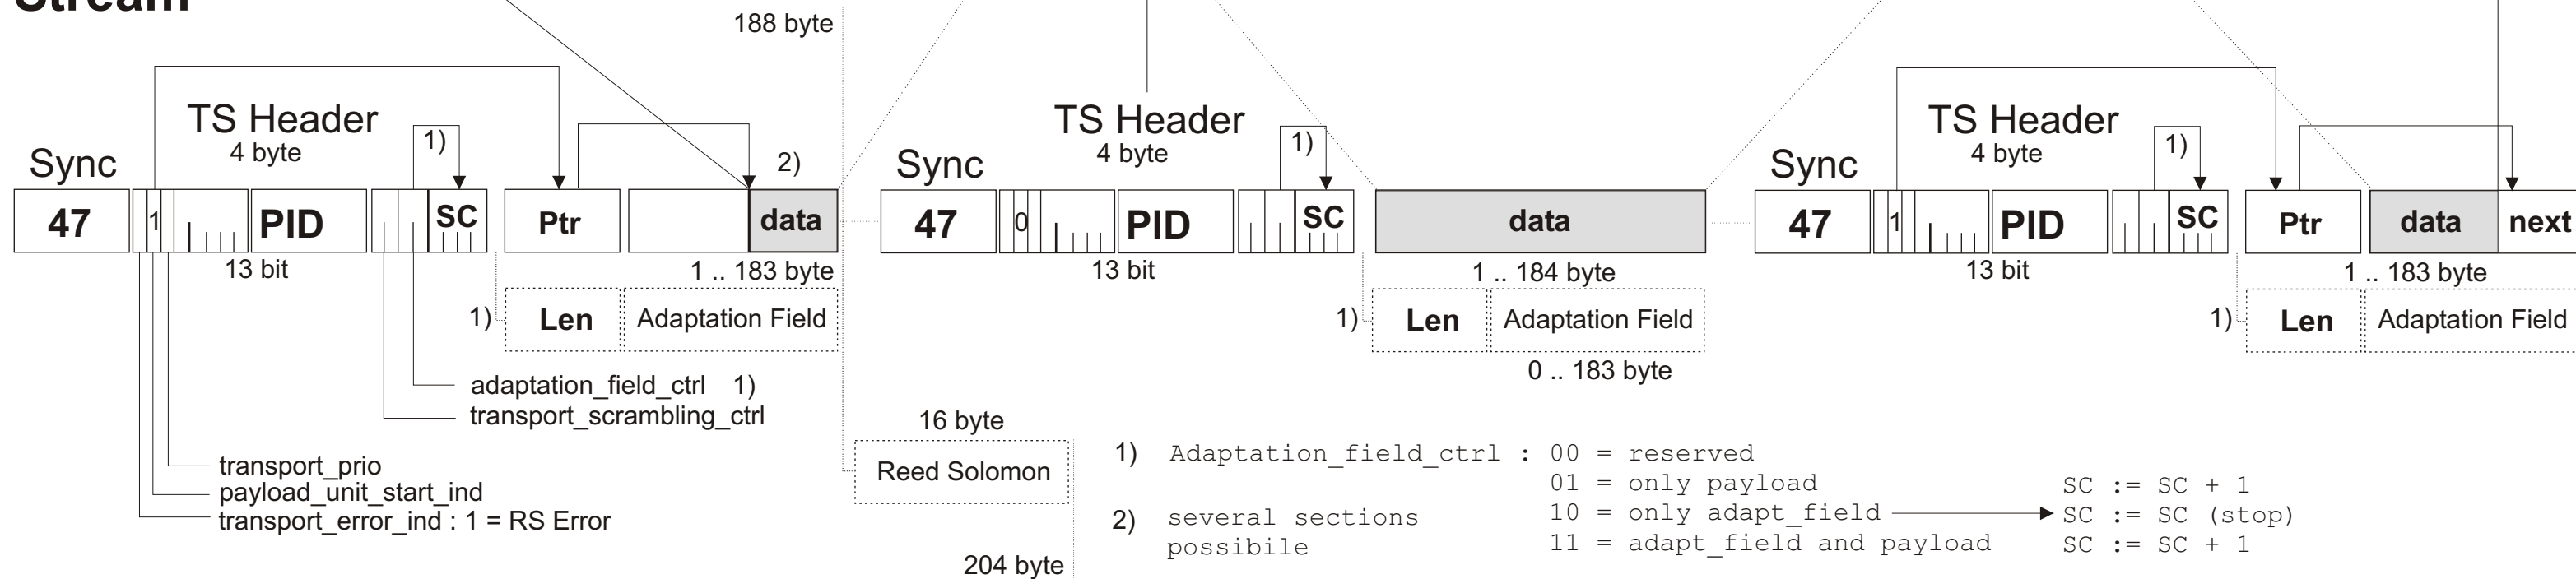 Stream
188 byte
TS Header
4 byte
1)
Sync
2)
47
1
PID
SC
Ptr
data
13 bit
1 .. 183 byte
1)
Len
Adaptation Field
adaptation_field_ctrl 1)
transport_scrambling_ctrl
transport_prio
payload_unit_start_ind
transport_error_ind : 1 = RS Error
TS Header
4 byte
1)
Sync
47
0
PID
SC
data
13 bit
1 .. 184 byte
1)
Len
Adaptation Field
0 .. 183 byte
TS Header
4 byte
1)
Sync
47
1
PID
SC
Ptr
data
next
13 bit
1 .. 183 byte
1)
Len
Adaptation Field
16 byte
Reed Solomon
204 byte
1) Adaptation_field_ctrl : 00 = reserved
01 = only payload SC := SC + 1
10 = only adapt_field SC := SC (stop)
11 = adapt_field and payload SC := SC + 1
2) several sections
possibile